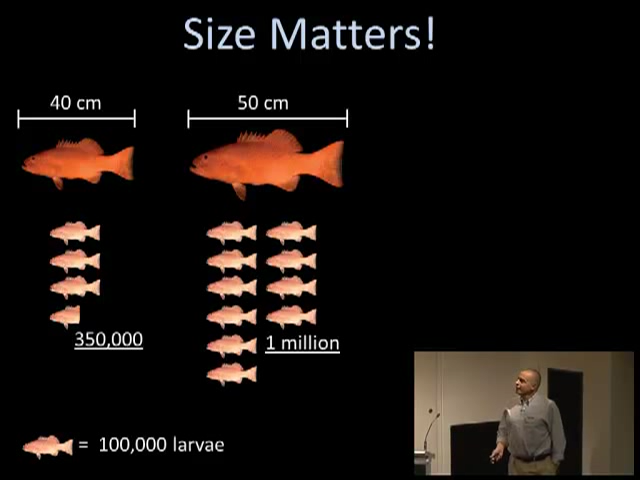 Size Matters!
40 cm
50 cm
350,000
1 million
= 100,000 larvae